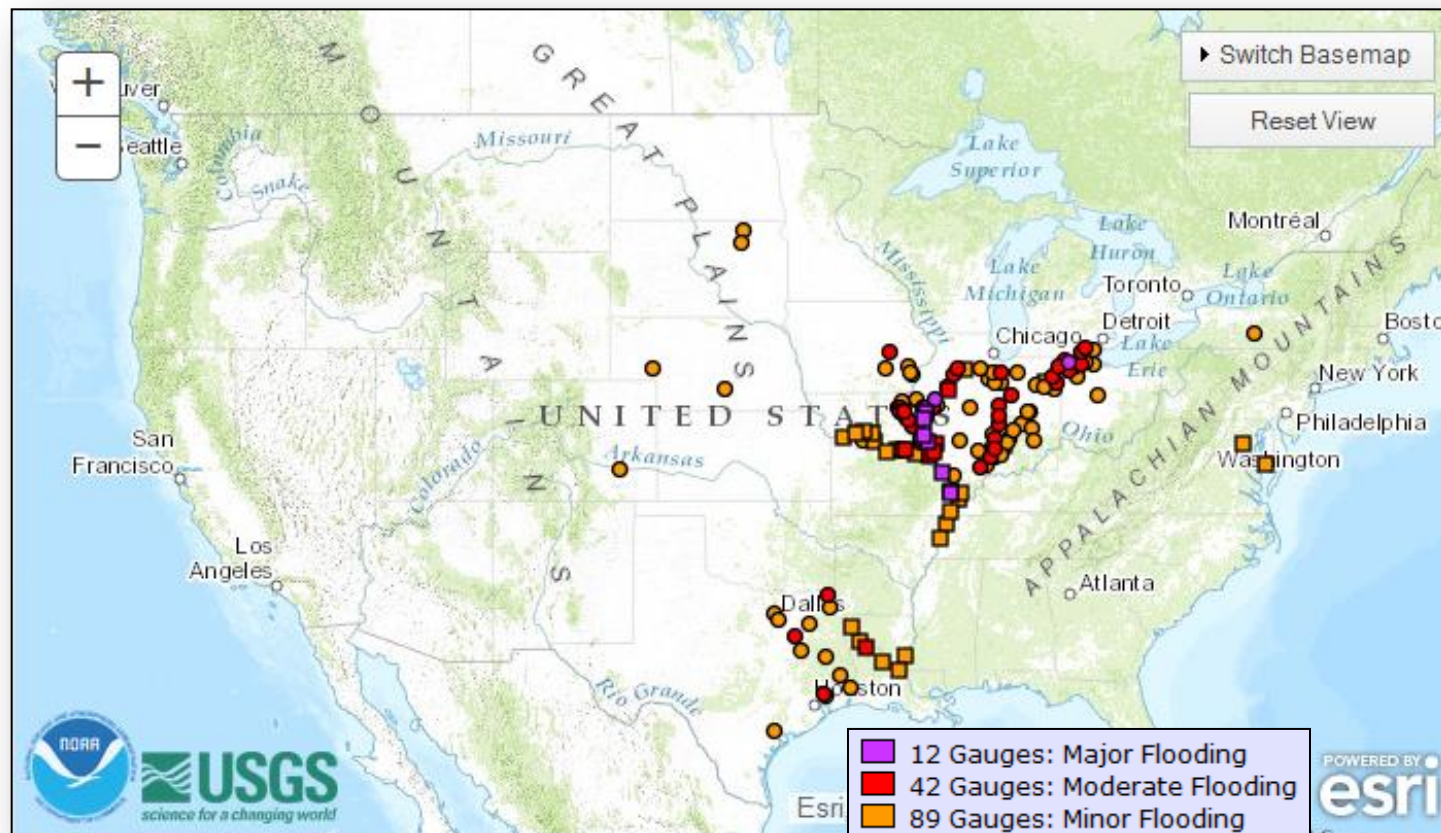 Switch Basemap
Reset View
+
−
MOUNTAINS
GREAT PLAINS
Seattle
Columbia
Snake
Missouri
Lake
Superior
Montréal
Lake
Huron
Lake
Michigan
Mississippi
Toronto
Lake
Ontario
Chicago
Detroit
Lake
Erie
Bosto
New York
Philadelphia
Washington
APPALACHIAN MOUNTAINS
UNITED STATES
Ohio
San
Francisco
Colorado
Arkansas
Los
Angeles
Atlanta
Dallas
Houston
Rio Grande
12 Gauges: Major Flooding
42 Gauges: Moderate Flooding
89 Gauges: Minor Flooding
NOAA
USGS
science for a changing world
Esri
POWERED BY
esri